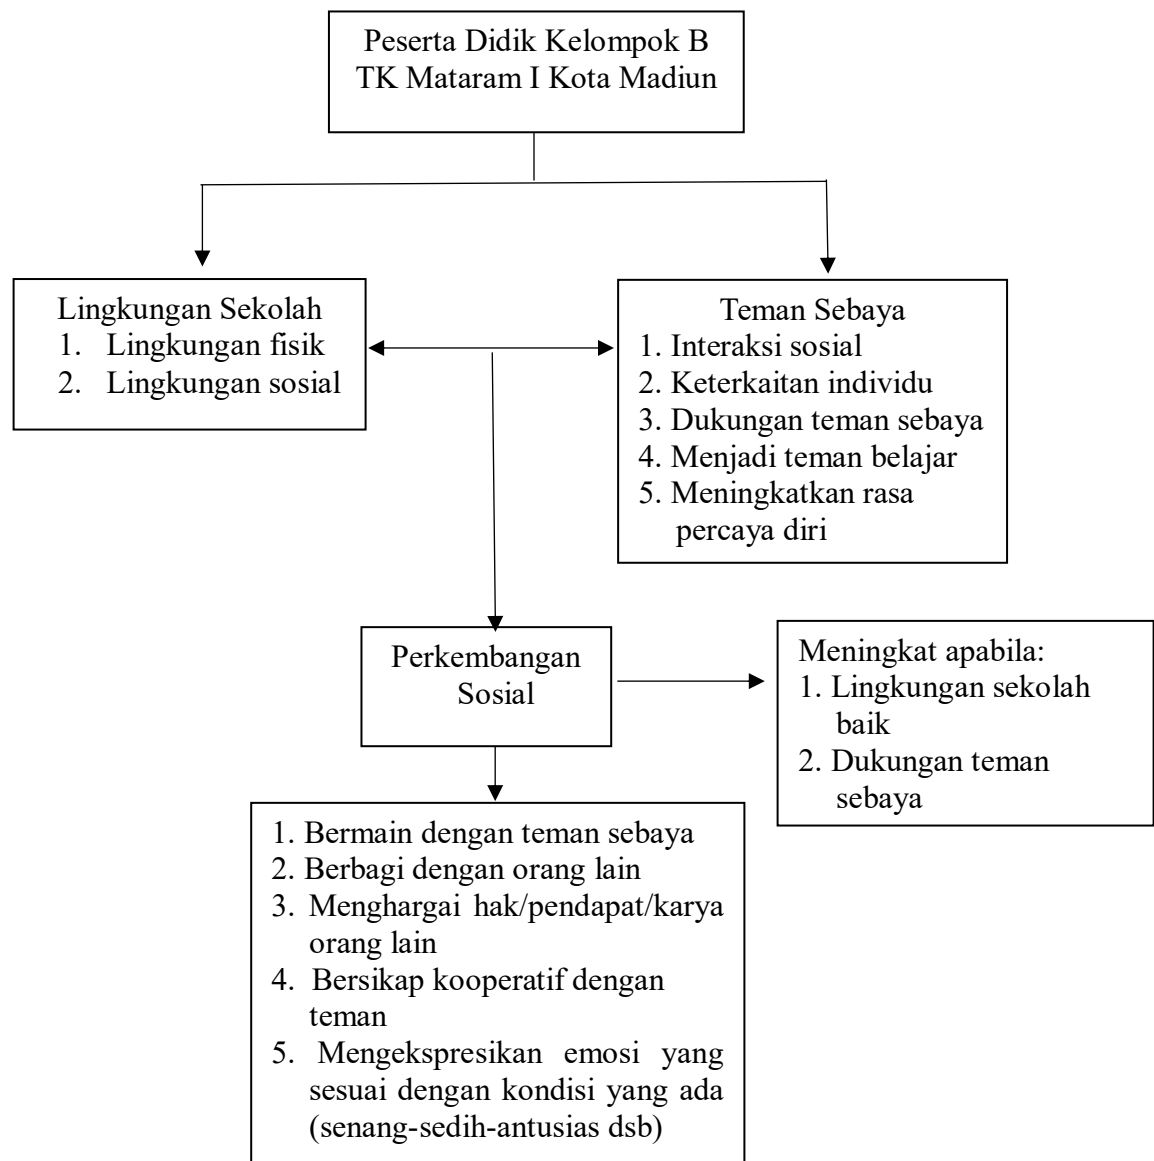 Peserta Didik Kelompok B
TK Mataram I Kota Madiun
Lingkungan Sekolah
1. Lingkungan fisik
2. Lingkungan sosial
Teman Sebaya
1. Interaksi sosial
2. Keterkaitan individu
3. Dukungan teman sebaya
4. Menjadi teman belajar
5. Meningkatkan rasa
percaya diri
Perkembangan
Sosial
Meningkat apabila:
1. Lingkungan sekolah
baik
2. Dukungan teman
sebaya
1. Bermain dengan teman sebaya
2. Berbagi dengan orang lain
3. Menghargai hak/pendapat/karya
orang lain
4. Bersikap kooperatif dengan
teman
5. Mengekspresikan emosi yang
sesuai dengan kondisi yang ada
(senang-sedih-antusias dsb)